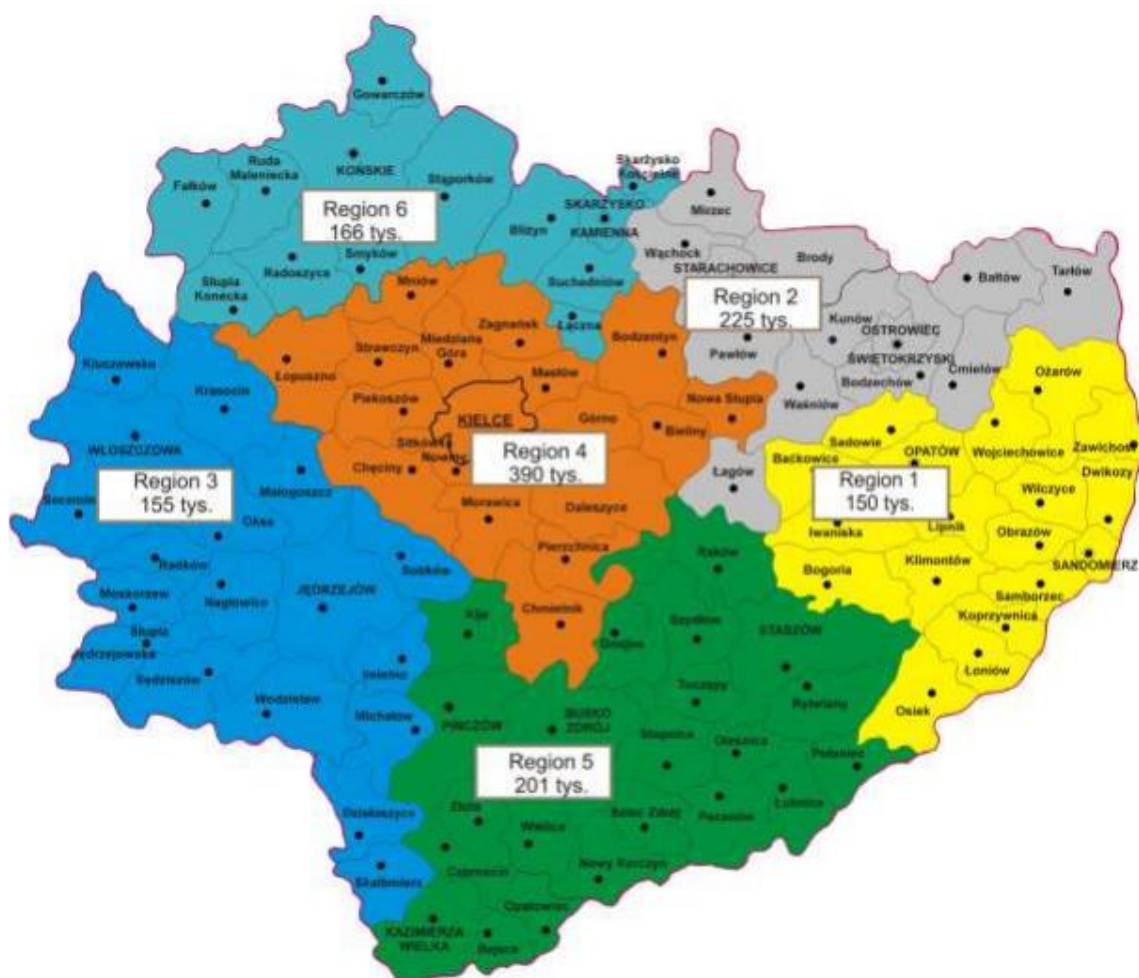 Gowarczów
Ruda
Maleniecka
KOŃSKIE
Fałków
Stąporków
Region 6
166 tys.
Smyków
Radoszyce
Słupia
Konecka
Skarżysko
Kościelne
SKARŻYSKO
KAMIENNA
Bliżyn
Suchedniów
Łączna
Mirzec
Wąchock
STARACHOWICE
Brody
Region 2
225 tys.
Bałtów
Tarłów
Kunów
OSTROWIEC
ŚWIĘTOKRZYSKI
Pawłów
Bodzechów
Ćmielów
Waśniów
Łagów
Mniów
Zagnańsk
Miedziana
Góra
Strawczyn
Łopuszno
Bodzentyn
Masłów
Piekoszów
KIELCE
Górno
Nowa Słupia
Bieliny
Sitkówka
Nowiny
Chęciny
Region 4
390 tys.
Morawica
Daleszyce
Pierzchnica
Chmielnik
Kluczewsko
Krasocin
WŁOSZCZOWA
Region 3
155 tys.
Małogoszcz
Secemin
Oksa
Radków
Sobków
Moskorzew
Nagłowice
JĘDRZEJÓW
Słupia
Jędrzejowska
Sędziszów
Imielno
Wodzisław
Michałów
Działoszyce
Skalbmierz
Ożarów
Sadowie
OPATÓW
Wojciechowice
Zawichost
Baćkowice
Dwikozy
Region 1
150 tys.
Wilczyce
Iwaniska
Lipnik
Obrazów
Klimontów
SANDOMIERZ
Bogoria
Samborzec
Koprzywnica
Łoniów
Osiek
Raków
Kije
Gnojno
Szydłów
STASZÓW
Tuczępy
Rytwiany
PIŃCZÓW
BUSKO
ZDRÓJ
Stopnica
Oleśnica
Połaniec
Region 5
201 tys.
Łubnice
Pacanów
Złota
Wiślica
Solec Zdrój
Czarnocin
Nowy Korczyn
Opatowiec
KAZIMIERZA
WIELKA
Bejsce